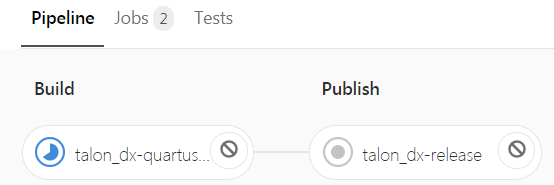 Pipeline Jobs 2 Tests
Build Publish
talon_dx-quartus... talon_dx-release